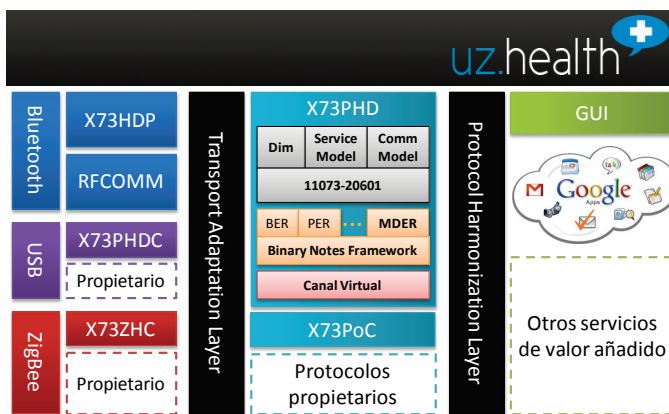 uz.health
Bluetooth
X73HDP
RFCOMM
USB
X73PHDC
Propietario
ZigBee
X73ZHC
Propietario
Transport Adaptation Layer
X73PHD
Dim
Service
Model
Comm
Model
11073-20601
BER
PER
...
MDER
Binary Notes Framework
Canal Virtual
X73PoC
Protocolos
propietarios
Protocol Harmonization Layer
GUI
talk
Google
Apps
Otros servicios
de valor añadido